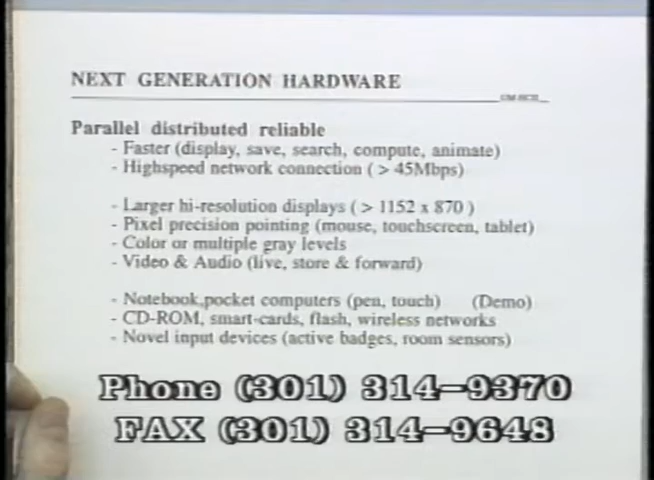 NEXT GENERATION HARDWARE
Parallel distributed reliable
- Faster (display, save, search, compute, animate)
- Highspeed network connection ( > 45Mbps)
- Larger hi-resolution displays ( > 1152 x 870 )
- Pixel precision pointing (mouse, touchscreen, tablet)
- Color or multiple gray levels
- Video & Audio (live, store & forward)
- Notebook,pocket computers (pen, touch) (Demo)
- CD-ROM, smart-cards, flash, wireless networks
- Novel input devices (active badges, room sensors)
Phone (301) 314-9370
FAX (301) 314-9648